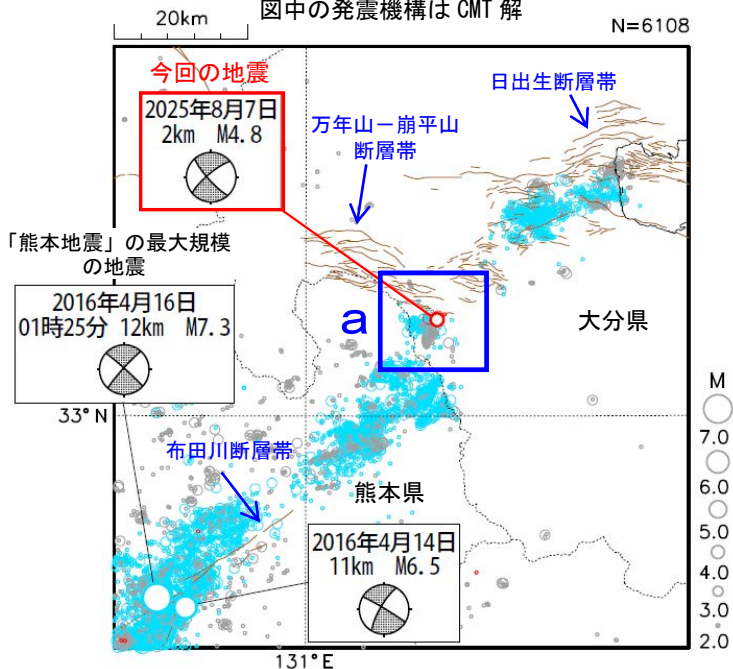 図中の発震機構は CMT 解
20km
N=6108
今回の地震
2025年8月7日
2km M4.8
日出生断層帯
万年山－崩平山
断層帯
「熊本地震」の最大規模
の地震
2016年4月16日
01時25分 12km M7.3
a
大分県
33°N
布田川断層帯
熊本県
2016年4月14日
11km M6.5
131°E
M
7.0
6.0
5.0
4.0
3.0
2.0